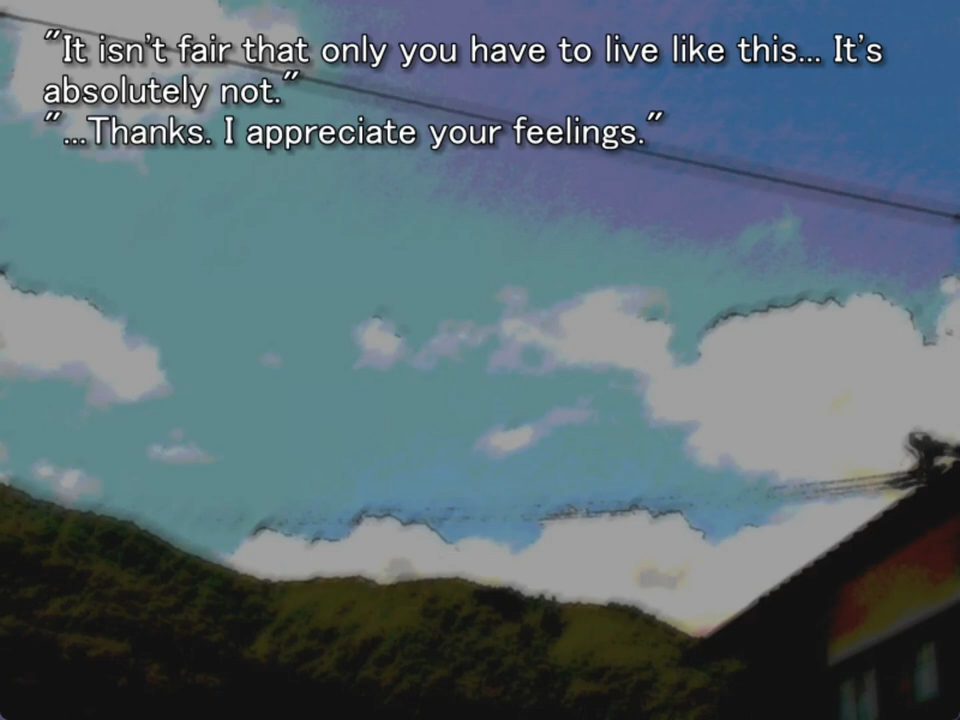 "It isn't fair that only you have to live like this... It's
absolutely not."
"...Thanks. I appreciate your feelings."